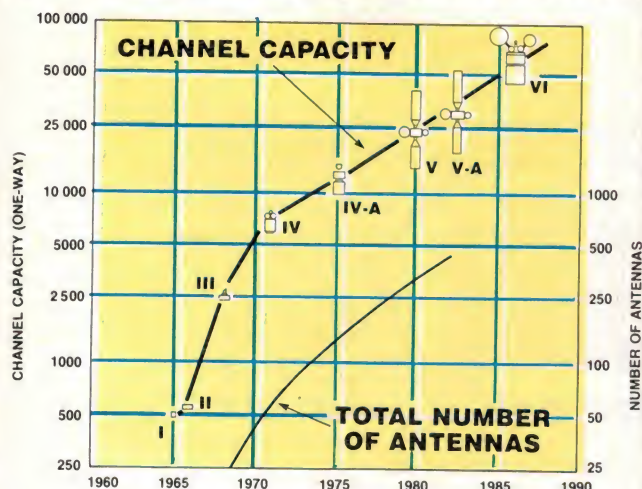 100 000
50 000
25 000
10 000
5000
2 500
1000
500
250
CHANNEL CAPACITY (ONE-WAY)
CHANNEL CAPACITY
I
II
III
IV
IV-A
V
V-A
VI
TOTAL NUMBER
OF ANTENNAS
1000
500
250
100
50
25
NUMBER OF ANTENNAS
1960
1965
1970
1975
1980
1985
1990